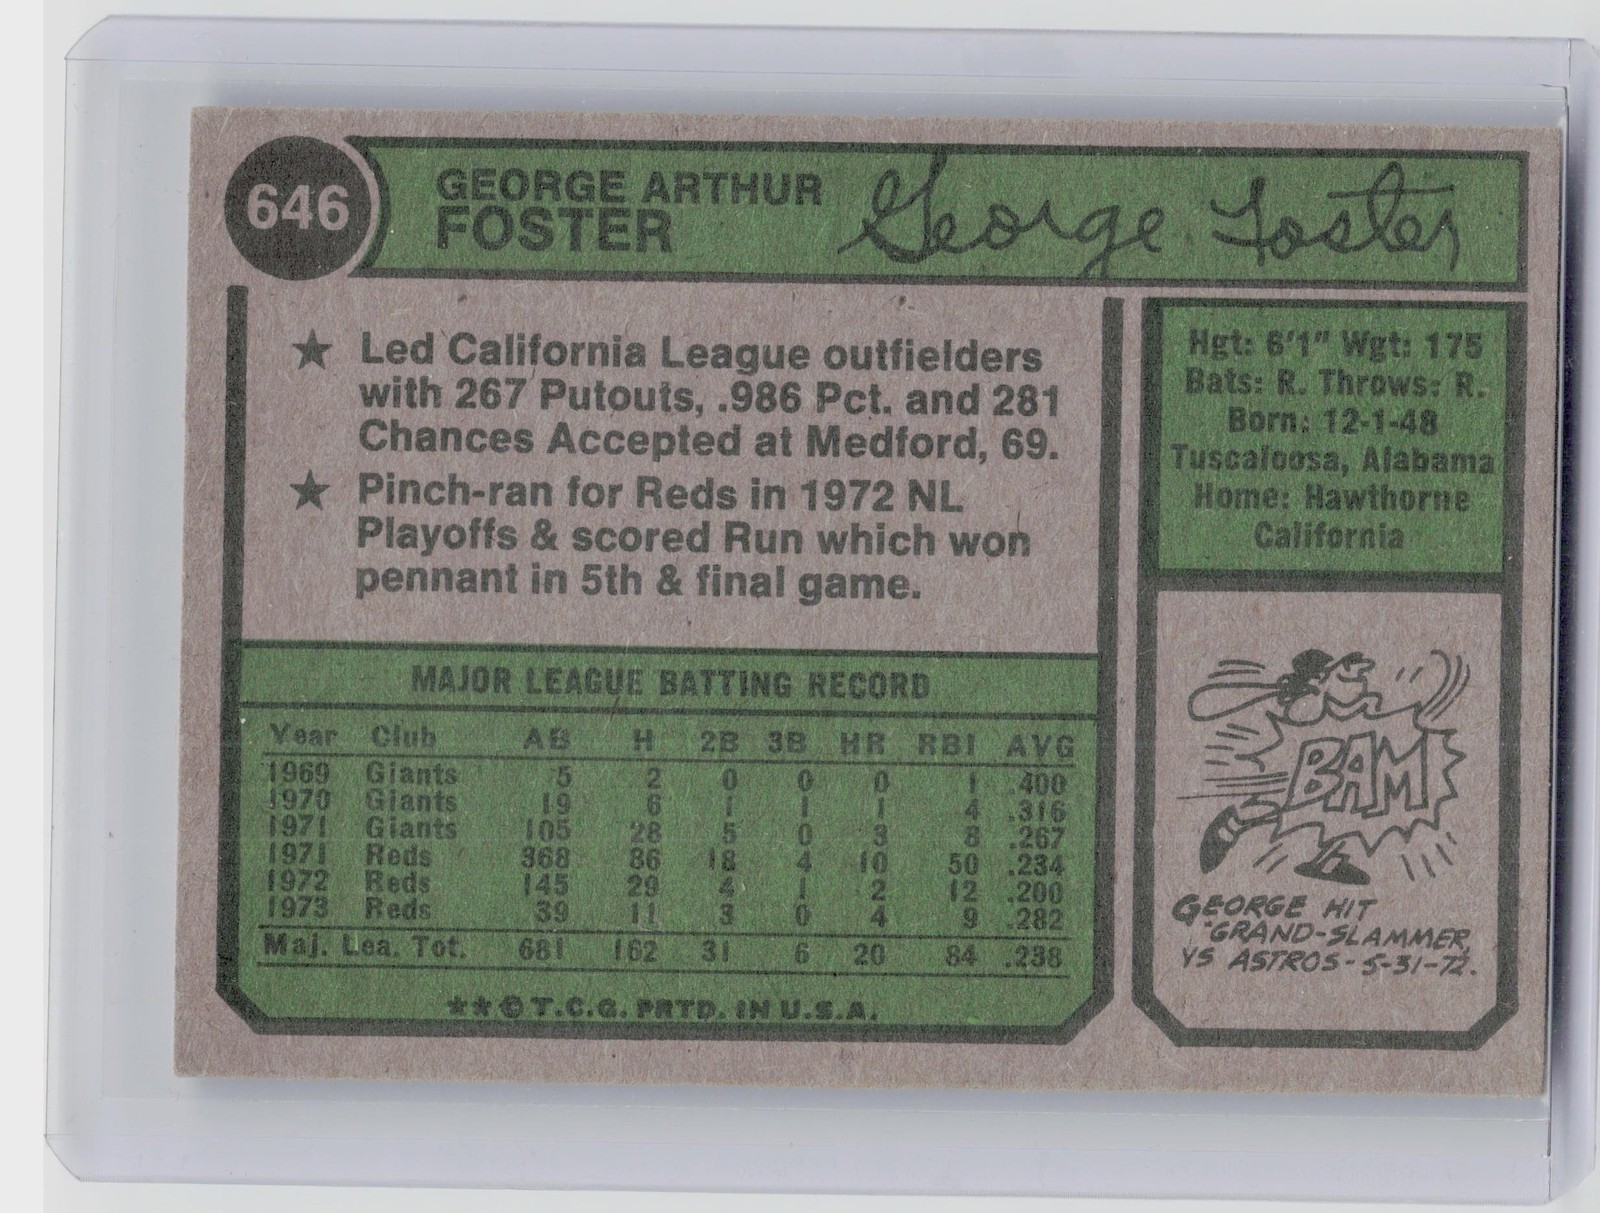 646
GEORGE ARTHUR
FOSTER
George Foster
★ Led California League outfielders
with 267 Putouts, .986 Pct. and 281
Chances Accepted at Medford, 69.
★ Pinch-ran for Reds in 1972 NL
Playoffs & scored Run which won
pennant in 5th & final game.
MAJOR LEAGUE BATTING RECORD
Year Club AB H 2B 3B HR RBI AVG
1969 Giants 5 2 0 0 0 1 .400
1970 Giants 19 6 1 1 1 4 .316
1971 Giants 105 28 5 0 3 8 .267
1971 Reds 368 86 18 4 10 50 .234
1972 Reds 145 29 4 1 2 12 .200
1973 Reds 39 11 3 0 4 9 .282
Maj. Lea. Tot. 681 162 31 6 20 84 .238
**© T.C.G. PRTD. IN U.S.A.
Hgt: 6'1" Wgt: 175
Bats: R. Throws: R.
Born: 12-1-48
Tuscaloosa, Alabama
Home: Hawthorne
California
BAM!
GEORGE HIT
GRAND-SLAMMER,
VS ASTROS - 5-31-72.